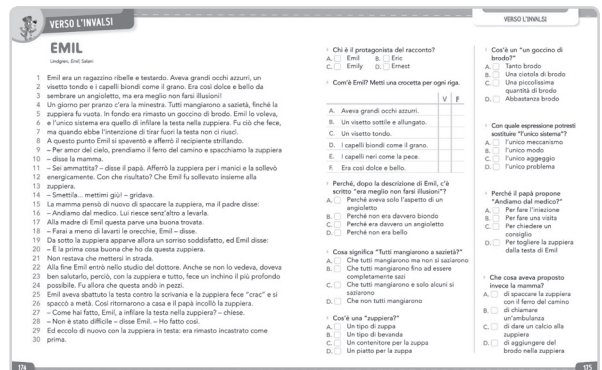 VERSO L'INVALSI
EMIL
Lindgren, Emil, Salani
1 Emil era un ragazzino ribelle e testardo. Aveva grandi occhi azzurri, un
2 visetto tondo e i capelli biondi come il grano. Era così dolce e bello da
3 sembrare un angioletto, ma era meglio non farsi illusioni!
4 Un giorno per pranzo c'era la minestra. Tutti mangiarono a sazietà, finché la
5 zuppiera fu vuota. In fondo era rimasto un goccino di brodo. Emil lo voleva,
6 e l'unico sistema era quello di infilare la testa nella zuppiera. Fu ciò che fece,
7 ma quando ebbe l'intenzione di tirar fuori la testa non ci riuscì.
8 A questo punto Emil si spaventò e afferrò il recipiente strillando.
9 – Per amor del cielo, prendiamo il ferro del camino e spacchiamo la zuppiera
10 – disse la mamma.
11 – Sei ammattita? – disse il papà. Afferrò la zuppiera per i manici e la sollevò
12 energicamente. Con che risultato? Che Emil fu sollevato insieme alla
13 zuppiera.
14 – Smettila... mettimi giù! – gridava.
15 La mamma pensò di nuovo di spaccare la zuppiera, ma il padre disse:
16 – Andiamo dal medico. Lui riesce senz'altro a levarla.
17 Alla madre di Emil questa parve una buona trovata.
18 – Farai a meno di lavarti le orecchie, Emil – disse.
19 Da sotto la zuppiera apparve allora un sorriso soddisfatto, ed Emil disse:
20 – È la prima cosa buona che ho da questa zuppiera.
21 Non restava che mettersi in strada.
22 Alla fine Emil entrò nello studio del dottore. Anche se non lo vedeva, doveva
23 ben salutarlo, perciò, con la zuppiera e tutto, fece un inchino il più profondo
24 possibile. Fu allora che questa andò in pezzi.
25 Emil aveva sbattuto la testa contro la scrivania e la zuppiera fece "crac" e si
26 spaccò a metà. Così ritornarono a casa e il papà incollò la zuppiera.
27 – Come hai fatto, Emil, a infilare la testa nella zuppiera? – chiese.
28 – Non è stato difficile – disse Emil. – Ho fatto così.
29 Ed eccolo di nuovo con la zuppiera in testa: era rimasto incastrato come
30 prima.
174
VERSO L'INVALSI
Chi è il protagonista del racconto?
A. Emil B. Eric
C. Emily D. Ernest
Com'è Emil? Metti una crocetta per ogni riga.
V F
A. Aveva grandi occhi azzurri.
B. Un visetto sottile e allungato.
C. Un visetto tondo.
D. I capelli biondi come il grano.
E. I capelli neri come la pece.
F. Era così dolce e bello.
Perché, dopo la descrizione di Emil, c'è
scritto "era meglio non farsi illusioni"?
A. Perché aveva solo l'aspetto di un
angioletto
B. Perché non era davvero biondo
C. Perché era davvero un angioletto
D. Perché non era bello
Cosa significa "Tutti mangiarono a sazietà?"
A. Che tutti mangiarono ma non si saziarono
B. Che tutti mangiarono fino ad essere
completamente sazi
C. Che tutti mangiarono e solo alcuni si
saziarono
D. Che non tutti mangiarono
Cos'è una "zuppiera?"
A. Un tipo di zuppa
B. Un tipo di bevanda
C. Un contenitore per la zuppa
D. Un piatto per la zuppa
Cos'è un "un goccino di
brodo?"
A. Tanto brodo
B. Una ciotola di brodo
C. Una piccolissima
quantità di brodo
D. Abbastanza brodo
Con quale espressione potresti
sostituire "l'unico sistema"?
A. l'unico meccanismo
B. l'unico modo
C. l'unico aggeggio
D. l'unico problema
Perché il papà propone
"Andiamo dal medico?"
A. Per fare l'iniezione
B. Per fare una visita
C. Per chiedere un
consiglio
D. Per togliere la zuppiera
dalla testa di Emil
Che cosa aveva proposto
invece la mamma?
A. di spaccare la zuppiera
con il ferro del camino
B. di chiamare
un'ambulanza
C. di dare un calcio alla
zuppiera
D. di aggiungere del
brodo nella zuppiera
175